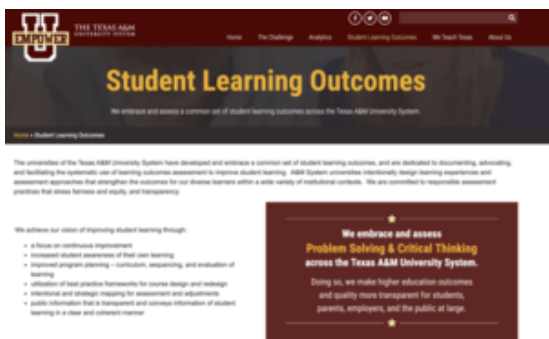 EMPOWER
U
THE TEXAS A&M
UNIVERSITY SYSTEM
Home The Challenge Analytics Student Learning Outcomes We Teach Texas About Us
Student Learning Outcomes
We embrace and assess a common set of student learning outcomes across the Texas A&M University System.
Home » Student Learning Outcomes
The universities of the Texas A&M University System have developed and embrace a common set of student learning outcomes, and are dedicated to documenting, advocating,
and facilitating the systematic use of learning outcomes assessment to improve student learning. A&M System universities intentionally design learning experiences and
assessment approaches that strengthen the outcomes for our diverse learners within a wide variety of institutional contexts. We are committed to responsible assessment
practices that stress fairness and equity, and transparency.
We achieve our vision of improving student learning through:
a focus on continuous improvement
increased student awareness of their own learning
improved program planning – curriculum, sequencing, and evaluation of
learning
utilization of best practice frameworks for course design and redesign
intentional and strategic mapping for assessment and adjustments
public information that is transparent and conveys information of student
learning in a clear and coherent manner
We embrace and assess
Problem Solving & Critical Thinking
across the Texas A&M University System.
Doing so, we make higher education outcomes
and quality more transparent for students,
parents, employers, and the public at large.